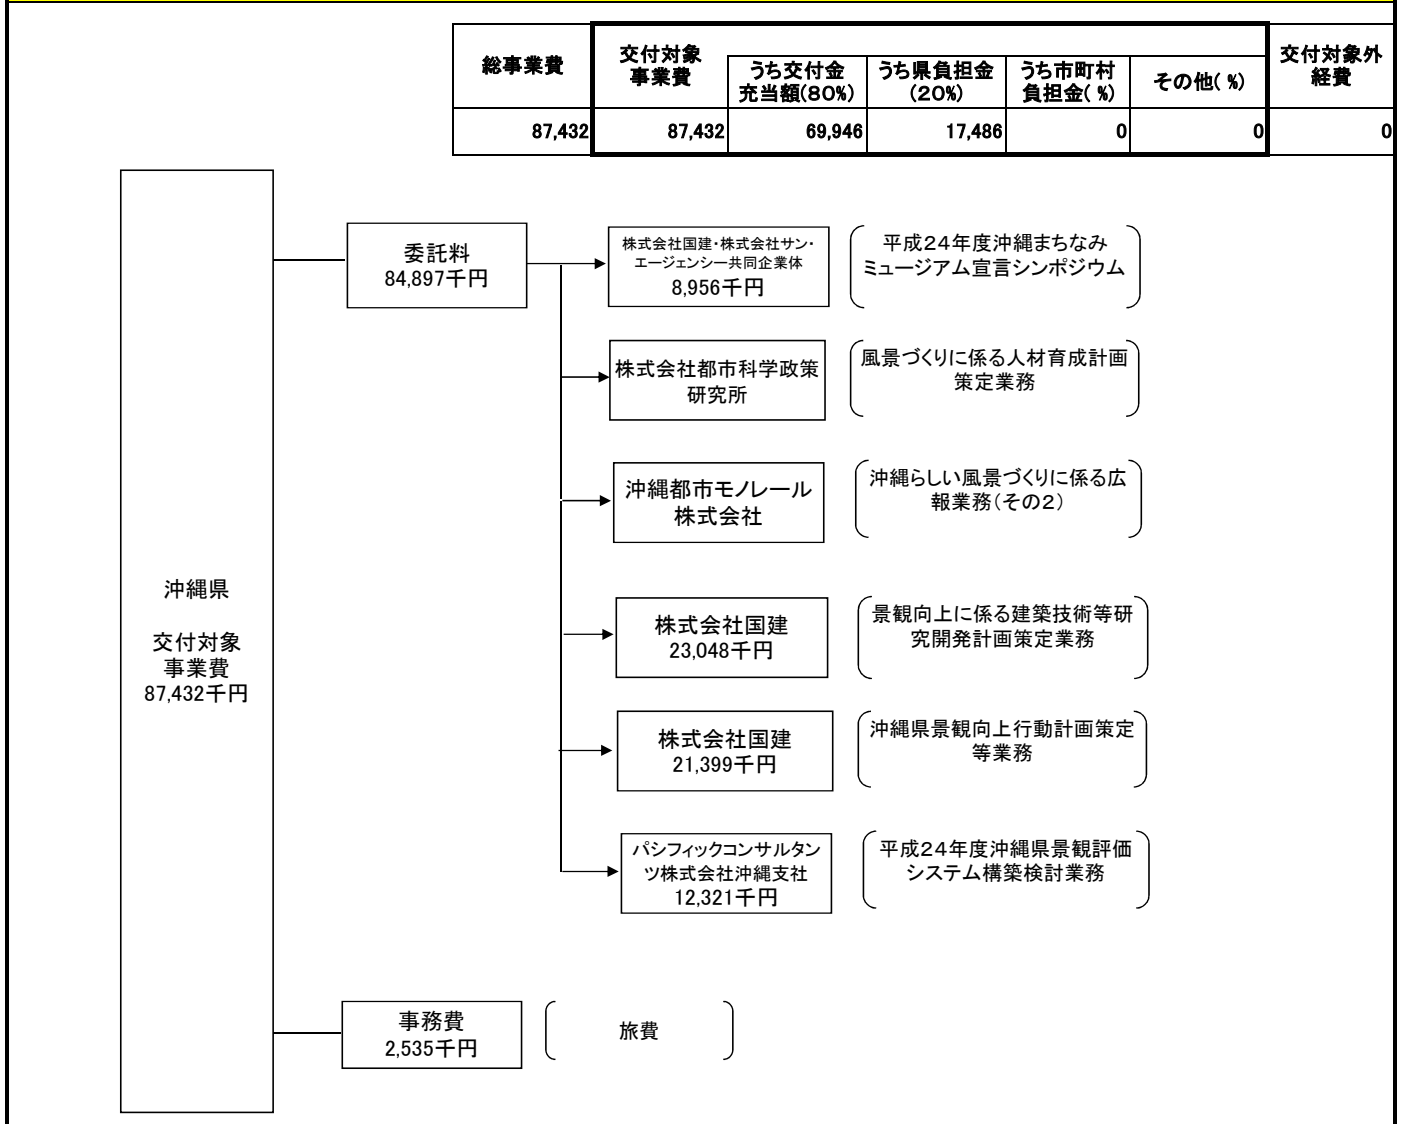 総事業費
交付対象
事業費
うち交付金
充当額(80%)
うち県負担金
(20%)
うち市町村
負担金( %)
その他( %)
交付対象外
経費
87,432
87,432
69,946
17,486
0
0
0
沖縄県
交付対象
事業費
87,432千円
委託料
84,897千円
株式会社国建・株式会社サン・
エージェンシー共同企業体
8,956千円
平成24年度沖縄まちなみ
ミュージアム宣言シンポジウム
株式会社都市科学政策
研究所
風景づくりに係る人材育成計画
策定業務
沖縄都市モノレール
株式会社
沖縄らしい風景づくりに係る広
報業務(その2)
株式会社国建
23,048千円
景観向上に係る建築技術等研
究開発計画策定業務
株式会社国建
21,399千円
沖縄県景観向上行動計画策定
等業務
パシフィックコンサルタン
ツ株式会社沖縄支社
12,321千円
平成24年度沖縄県景観評価
システム構築検討業務
事務費
2,535千円
旅費